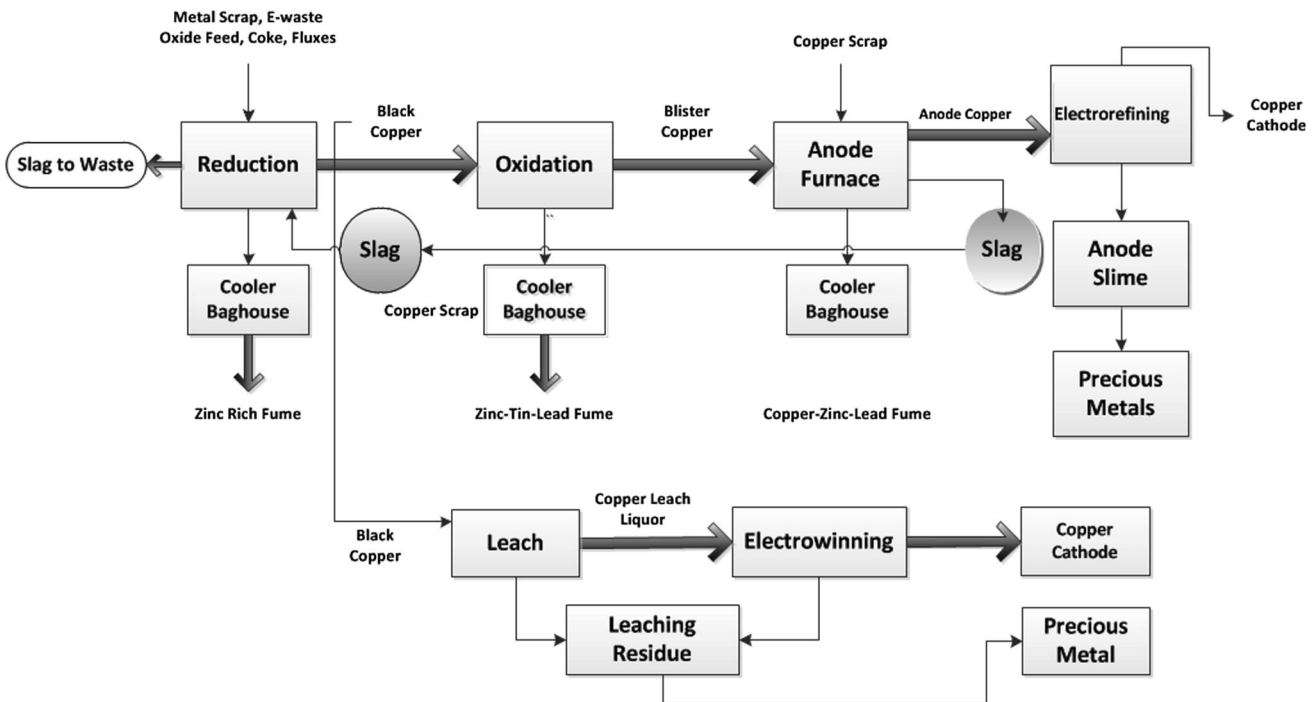 Metal Scrap, E-waste
Oxide Feed, Coke, Fluxes
Copper Scrap
Black
Copper
Blister
Copper
Anode Copper
Electrorefining
Copper
Cathode
Slag to Waste
Reduction
Oxidation
Anode
Furnace
Slag
Slag
Anode
Slime
Cooler
Baghouse
Copper Scrap
Cooler
Baghouse
Cooler
Baghouse
Precious
Metals
Zinc Rich Fume
Zinc-Tin-Lead Fume
Copper-Zinc-Lead Fume
Black
Copper
Leach
Copper Leach
Liquor
Electrowinning
Copper
Cathode
Leaching
Residue
Precious
Metal